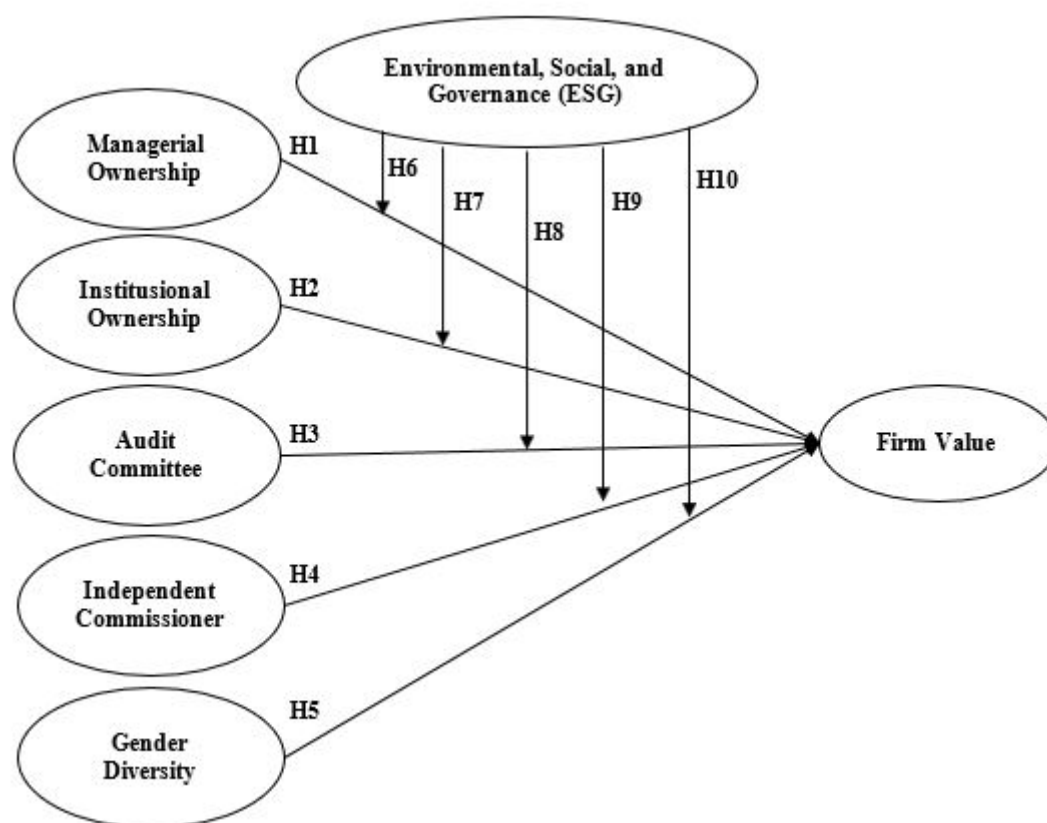 Environmental, Social, and
Governance (ESG)
Managerial
Ownership
H1
H6
H7
H8
H9
H10
Institusional
Ownership
H2
Audit
Committee
H3
Firm Value
Independent
Commissioner
H4
Gender
Diversity
H5